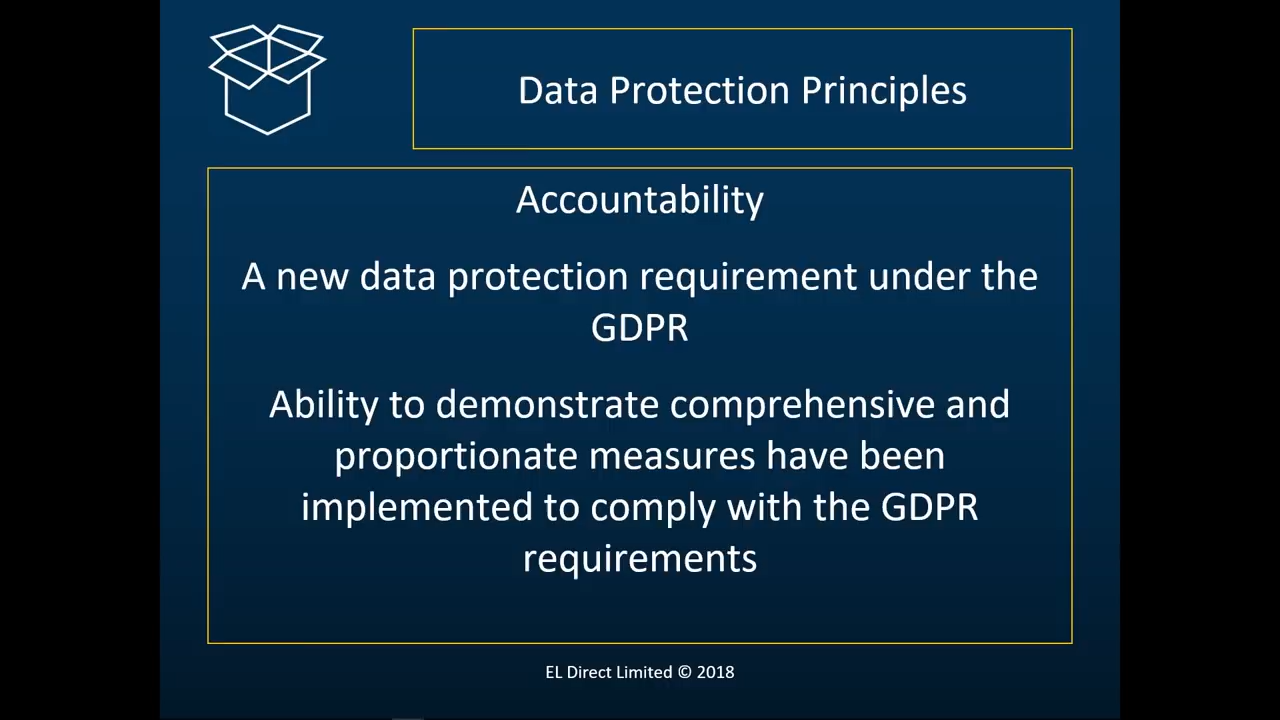 Data Protection Principles
Accountability
A new data protection requirement under the
GDPR
Ability to demonstrate comprehensive and
proportionate measures have been
implemented to comply with the GDPR
requirements
EL Direct Limited © 2018